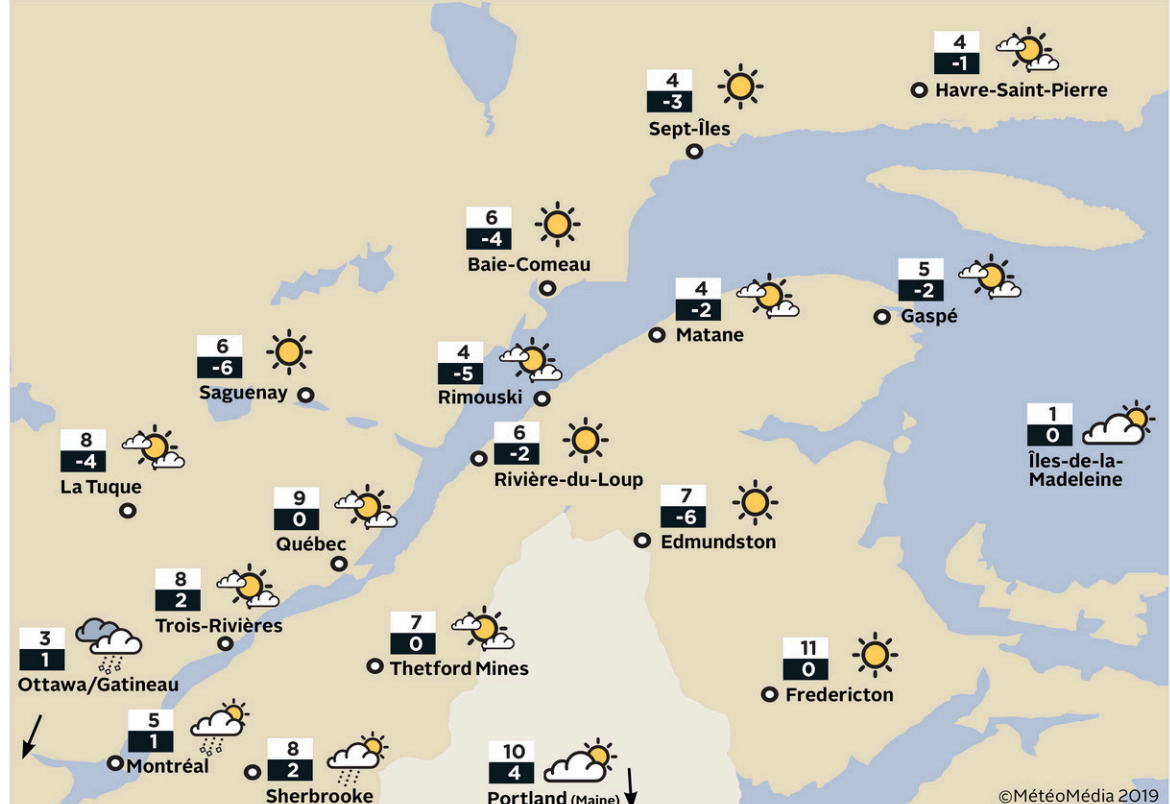 4
-1
Havre-Saint-Pierre
4
-3
Sept-Îles
6
-4
Baie-Comeau
5
-2
Gaspé
4
-2
Matane
6
-6
Saguenay
4
-5
Rimouski
1
0
Îles-de-la-
Madeleine
8
-4
La Tuque
6
-2
Rivière-du-Loup
9
0
Québec
7
-6
Edmundston
8
2
Trois-Rivières
3
1
Ottawa/Gatineau
7
0
Thetford Mines
11
0
Fredericton
5
1
Montréal
8
2
Sherbrooke
10
4
Portland (Maine)
©MétéoMédia 2019